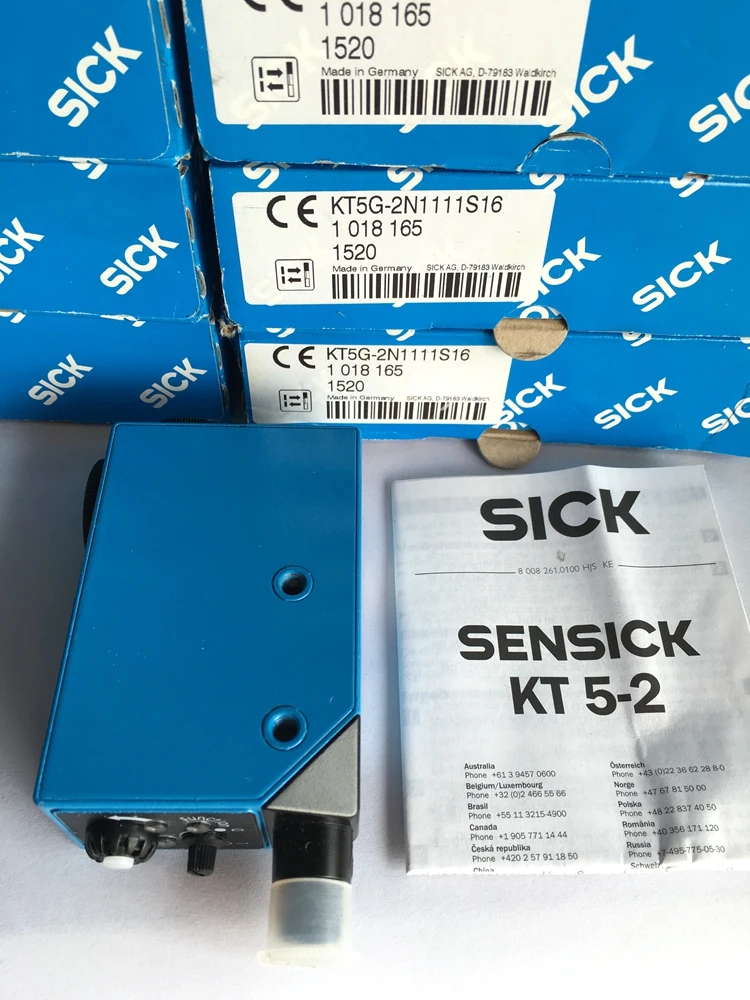 SICK
CE
1 018 165
1520
Made in Germany SICK AG, D-79183 Waldkirch
SICK
SICK
CE KT5G-2N1111S16
1 018 165
1520
Made in Germany SICK AG, D-79183 Waldkirch
SICK
SICK
SICK
SICK
CE KT5G-2N1111S16
1 018 165
1520
Made in Germany SICK AG, D-79183 Waldkirch
SICK
SICK
SICK
SICK
SICK
8 008 261.0100 HJS KE
SENSICK
KT 5-2
Australia
Phone +61 3 9457 0600
Belgium/Luxembourg
Phone +32 (0)2 466 55 66
Brasil
Phone +55 11 3215-4900
Canada
Phone +1 905 771 14 44
Česká republika
Phone +420 2 57 91 18 50
China
Österreich
Phone +43 (0)22 36 62 28 8-0
Norge
Phone +47 67 81 50 00
Polska
Phone +48 22 837 40 50
România
Phone +40 356 171 120
Russia
Phone +7-495-775-05-30